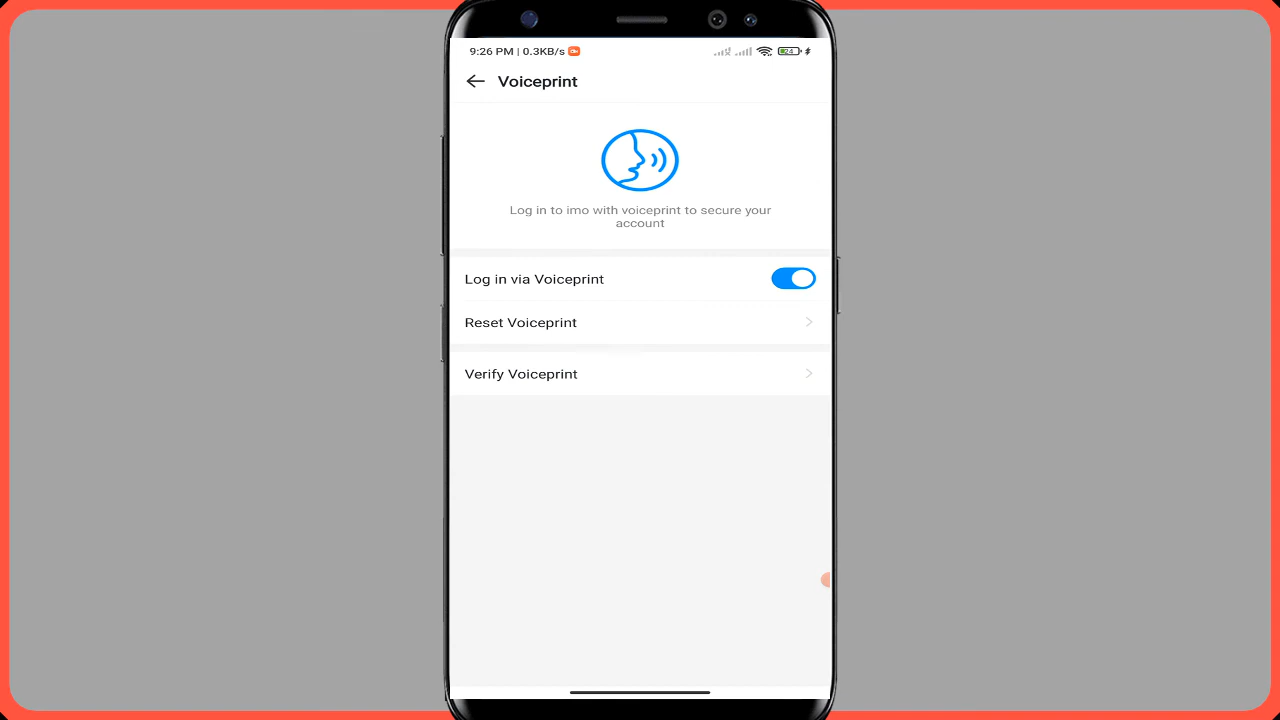 9:26 PM | 0.3KB/s
24
Voiceprint
Log in to imo with voiceprint to secure your
account
Log in via Voiceprint
Reset Voiceprint
Verify Voiceprint